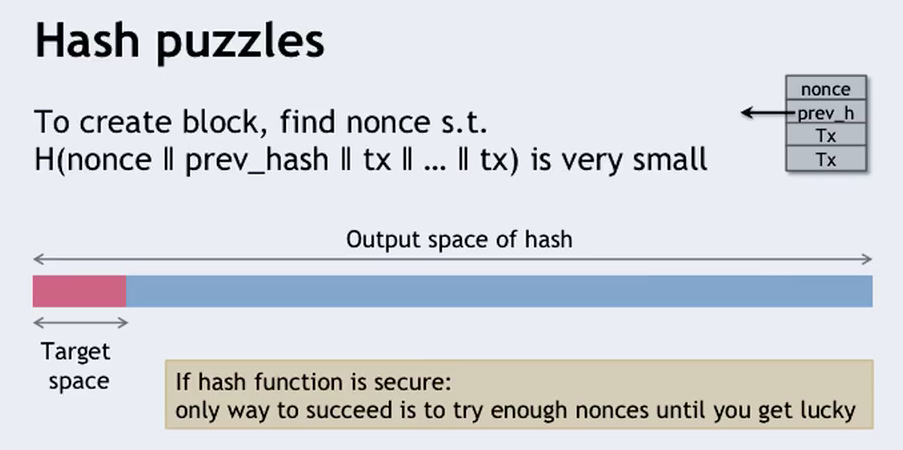 Hash puzzles
To create block, find nonce s.t.
H(nonce ‖ prev_hash ‖ tx ‖ ... ‖ tx) is very small
nonce
prev_h
Tx
Tx
Output space of hash
Target
space
If hash function is secure:
only way to succeed is to try enough nonces until you get lucky